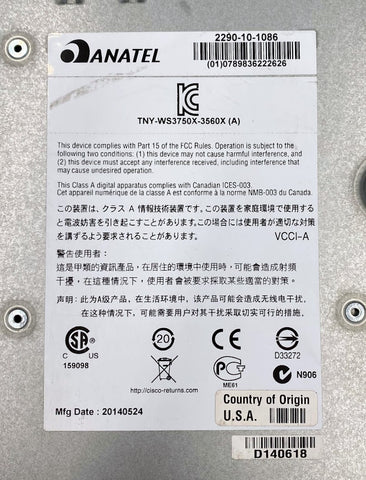 ANATEL
2290-10-1086
(01)0789836222626
TNY-WS3750X-3560X (A)
This device complies with Part 15 of the FCC Rules. Operation is subject to the
following two conditions: (1) this device may not cause harmful interference, and
(2) this device must accept any interference received, including interference that may
cause undesired operation.
This Class A digital apparatus complies with Canadian ICES-003.
Cet appareil numérique de la classe A est conforme à la norme NMB-003 du Canada.
この装置は、クラス A 情報技術装置です。この装置を家庭環境で使用すると電波妨害を引き起こすことがあります。この場合には使用者が適切な対策
を講ずるよう要求されることがあります。 VCCI-A
警告使用者:
這是甲類的資訊產品，在居住的環境中使用時，可能會造成射頻
干擾，在這種情況下，使用者會被要求採取某些適當的對策。
声明：此为A级产品，在生活环境中，该产品可能会造成无线电干扰。
在这种情况下，可能需要用户对其干扰采取切实可行的措施。
SA
C US
159098
20
CE
D33272
N906
ME61
http://cisco-returns.com
Mfg Date : 20140524
Country of Origin
U.S.A.
D140618